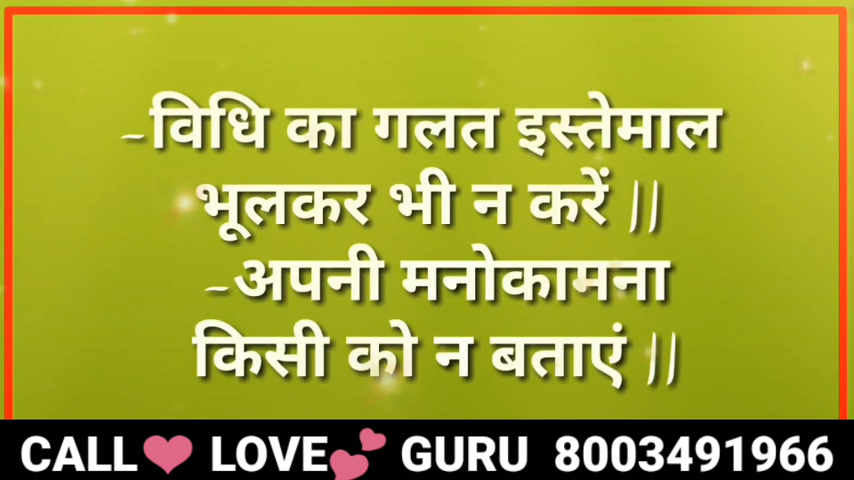 -विधि का गलत इस्तेमाल
भूलकर भी न करें ||
-अपनी मनोकामना
किसी को न बताएं ||
CALL❤️ LOVE💕 GURU 8003491966